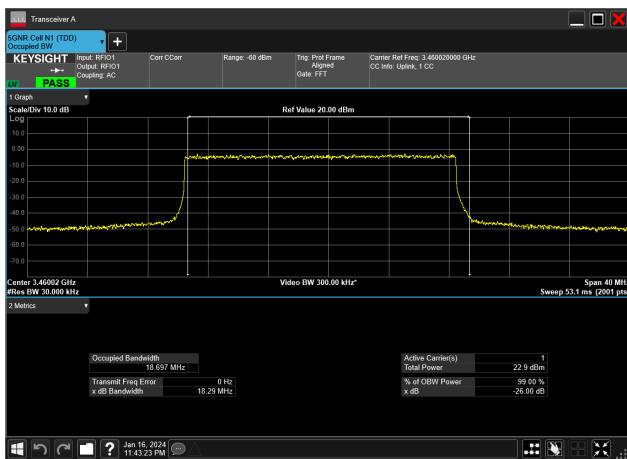 Transceiver A
5GNR Cell N1 (TDD)
Occupied BW
KEYSIGHT
PASS
Input: RFIO1
Output: RFIO1
Coupling: AC
Corr CCorr
Range: -60 dBm
Trig: Prot Frame
Aligned
Gate: FFT
Carrier Ref Freq: 3.460020000 GHz
CC Info: Uplink, 1 CC
1 Graph
Scale/Div 10.0 dB
Ref Value 20.00 dBm
Log
10.0
0.00
-10.0
-20.0
-30.0
-40.0
-50.0
-60.0
-70.0
Center 3.46002 GHz
Video BW 300.00 kHz*
Span 40 MHz
#Res BW 30.000 kHz
Sweep 53.1 ms (2001 pts
2 Metrics
Occupied Bandwidth
18.697 MHz
Transmit Freq Error 0 Hz
x dB Bandwidth 18.29 MHz
Active Carrier(s) 1
Total Power 22.9 dBm
% of OBW Power 99.00 %
x dB -26.00 dB
Jan 16, 2024
11:43:23 PM